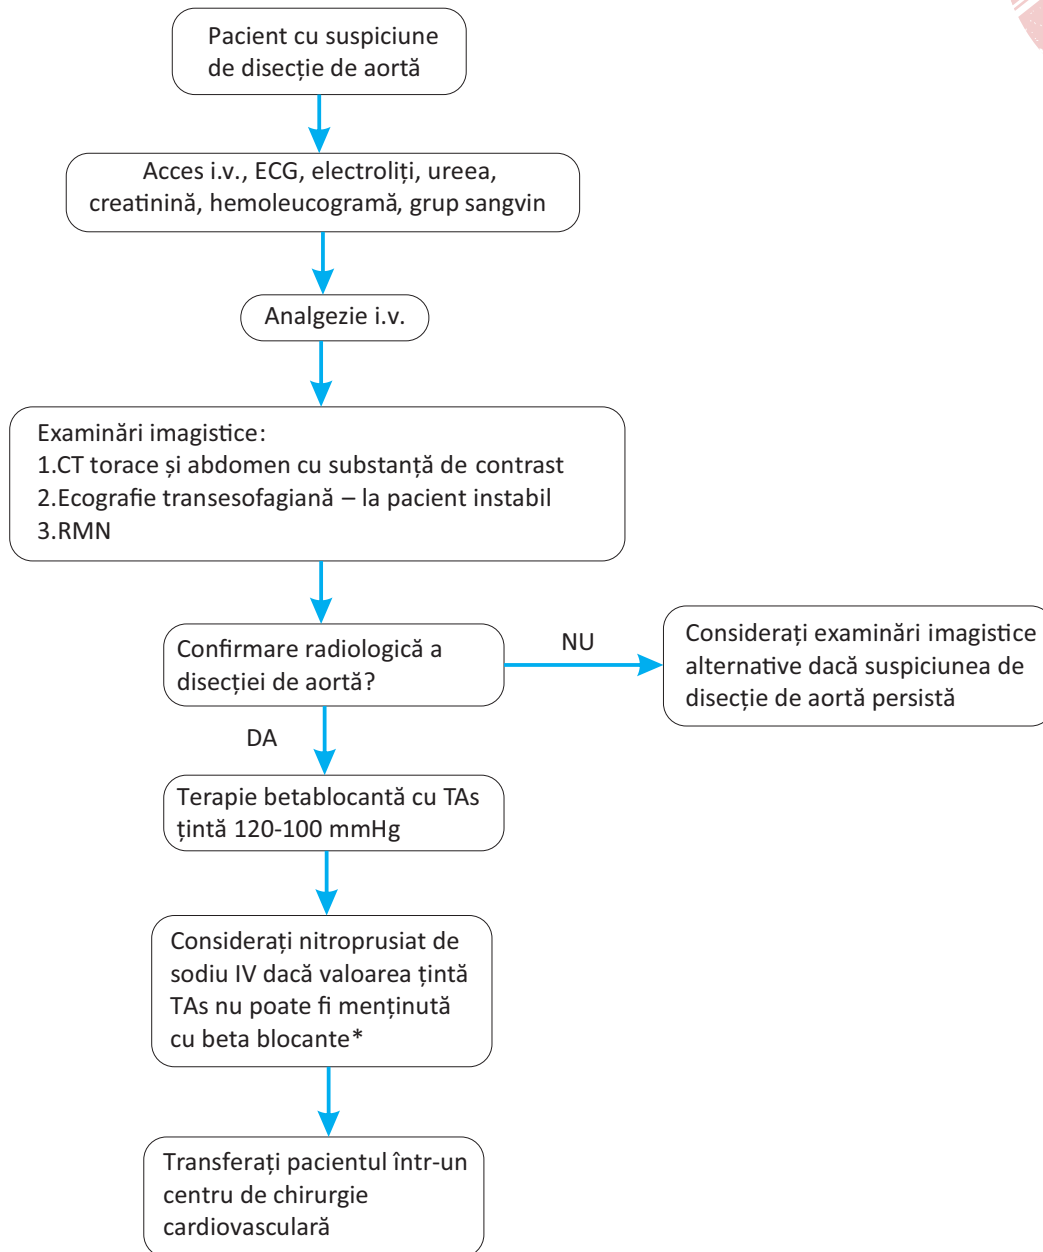 Pacient cu suspiciune
de disecție de aortă
Acces i.v., ECG, electroliți, ureea,
creatinină, hemoleucogramă, grup sangvin
Analgezie i.v.
Examinări imagistice:
1.CT torace și abdomen cu substanță de contrast
2.Ecografie transesofagiană – la pacient instabil
3.RMN
Confirmare radiologică a
disecției de aortă?
NU
Considerați examinări imagistice
alternative dacă suspiciunea de
disecție de aortă persistă
DA
Terapie betablocantă cu TAs
țintă 120-100 mmHg
Considerați nitroprusiat de
sodiu IV dacă valoarea țintă
TAs nu poate fi menținută
cu beta blocante*
Transferați pacientul într-un
centru de chirurgie
cardiovasculară